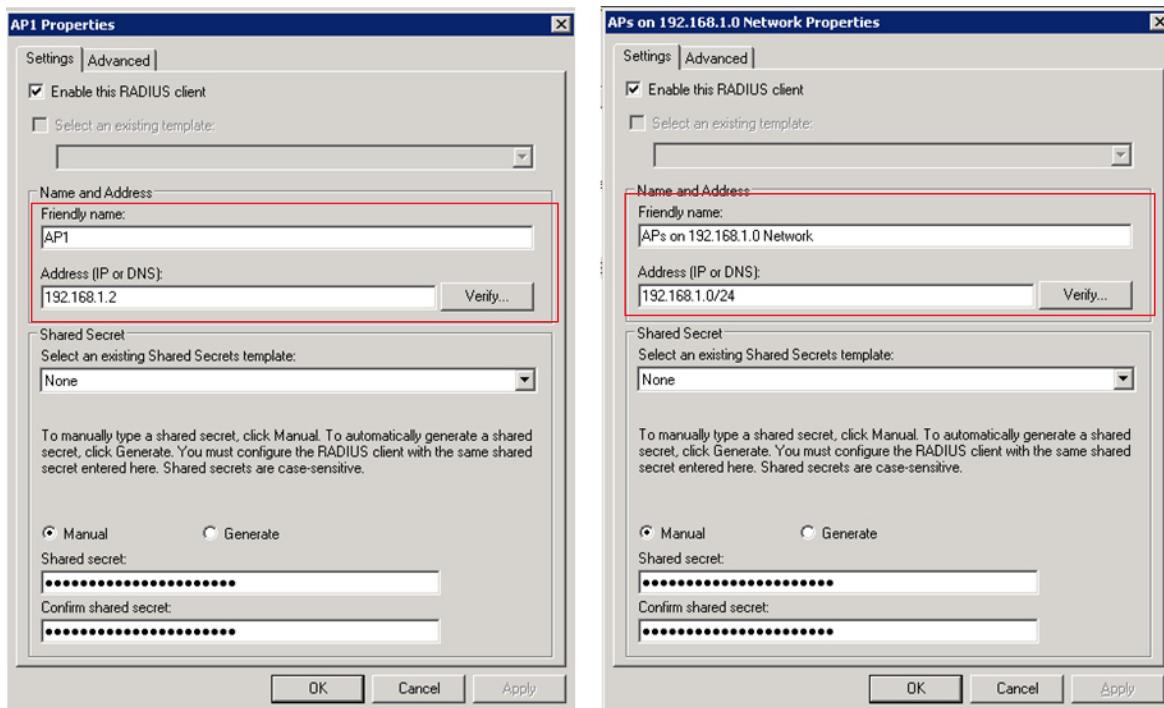 AP1 Properties
Settings
Advanced
Enable this RADIUS client
Select an existing template:
Name and Address
Friendly name:
AP1
Address (IP or DNS):
192.168.1.2
Verify...
Shared Secret
Select an existing Shared Secrets template:
None
To manually type a shared secret, click Manual. To automatically generate a shared
secret, click Generate. You must configure the RADIUS client with the same shared
secret entered here. Shared secrets are case-sensitive.
Manual
Generate
Shared secret:
Confirm shared secret:
OK
Cancel
Apply
APs on 192.168.1.0 Network Properties
Settings
Advanced
Enable this RADIUS client
Select an existing template:
Name and Address
Friendly name:
APs on 192.168.1.0 Network
Address (IP or DNS):
192.168.1.0/24
Verify...
Shared Secret
Select an existing Shared Secrets template:
None
To manually type a shared secret, click Manual. To automatically generate a shared
secret, click Generate. You must configure the RADIUS client with the same shared
secret entered here. Shared secrets are case-sensitive.
Manual
Generate
Shared secret:
Confirm shared secret:
OK
Cancel
Apply